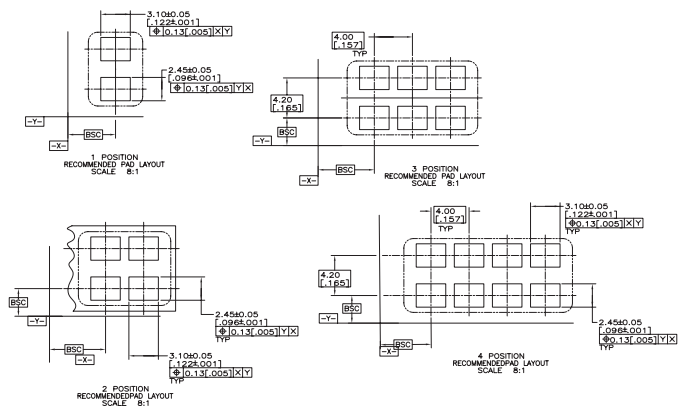 3.10±0.05
[.122±.001]
⌖ 0.13[.005] X Y
2.45±0.05
[.096±.001]
⌖ 0.13[.005] Y X
-Y-
BSC
-X-
1 POSITION
RECOMMENDED PAD LAYOUT
SCALE 8:1
4.00
[.157]
TYP
4.20
[.165]
BSC
-Y-
BSC
-X-
3 POSITION
RECOMMENDED PAD LAYOUT
SCALE 8:1
BSC
-Y-
BSC
-X-
2.45±0.05
[.096±.001]
⌖ 0.13[.005] Y X
TYP
3.10±0.05
[.122±.001]
⌖ 0.13[.005] X Y
TYP
2 POSITION
RECOMMENDEDPAD LAYOUT
SCALE 8:1
4.00
[.157]
TYP
3.10±0.05
[.122±.001]
⌖ 0.13[.005] X Y
TYP
4.20
[.165]
BSC
-Y-
BSC
-X-
2.45±0.05
[.096±.001]
⌖ 0.13[.005] Y X
TYP
4 POSITION
RECOMMENDEDPAD LAYOUT
SCALE 8:1